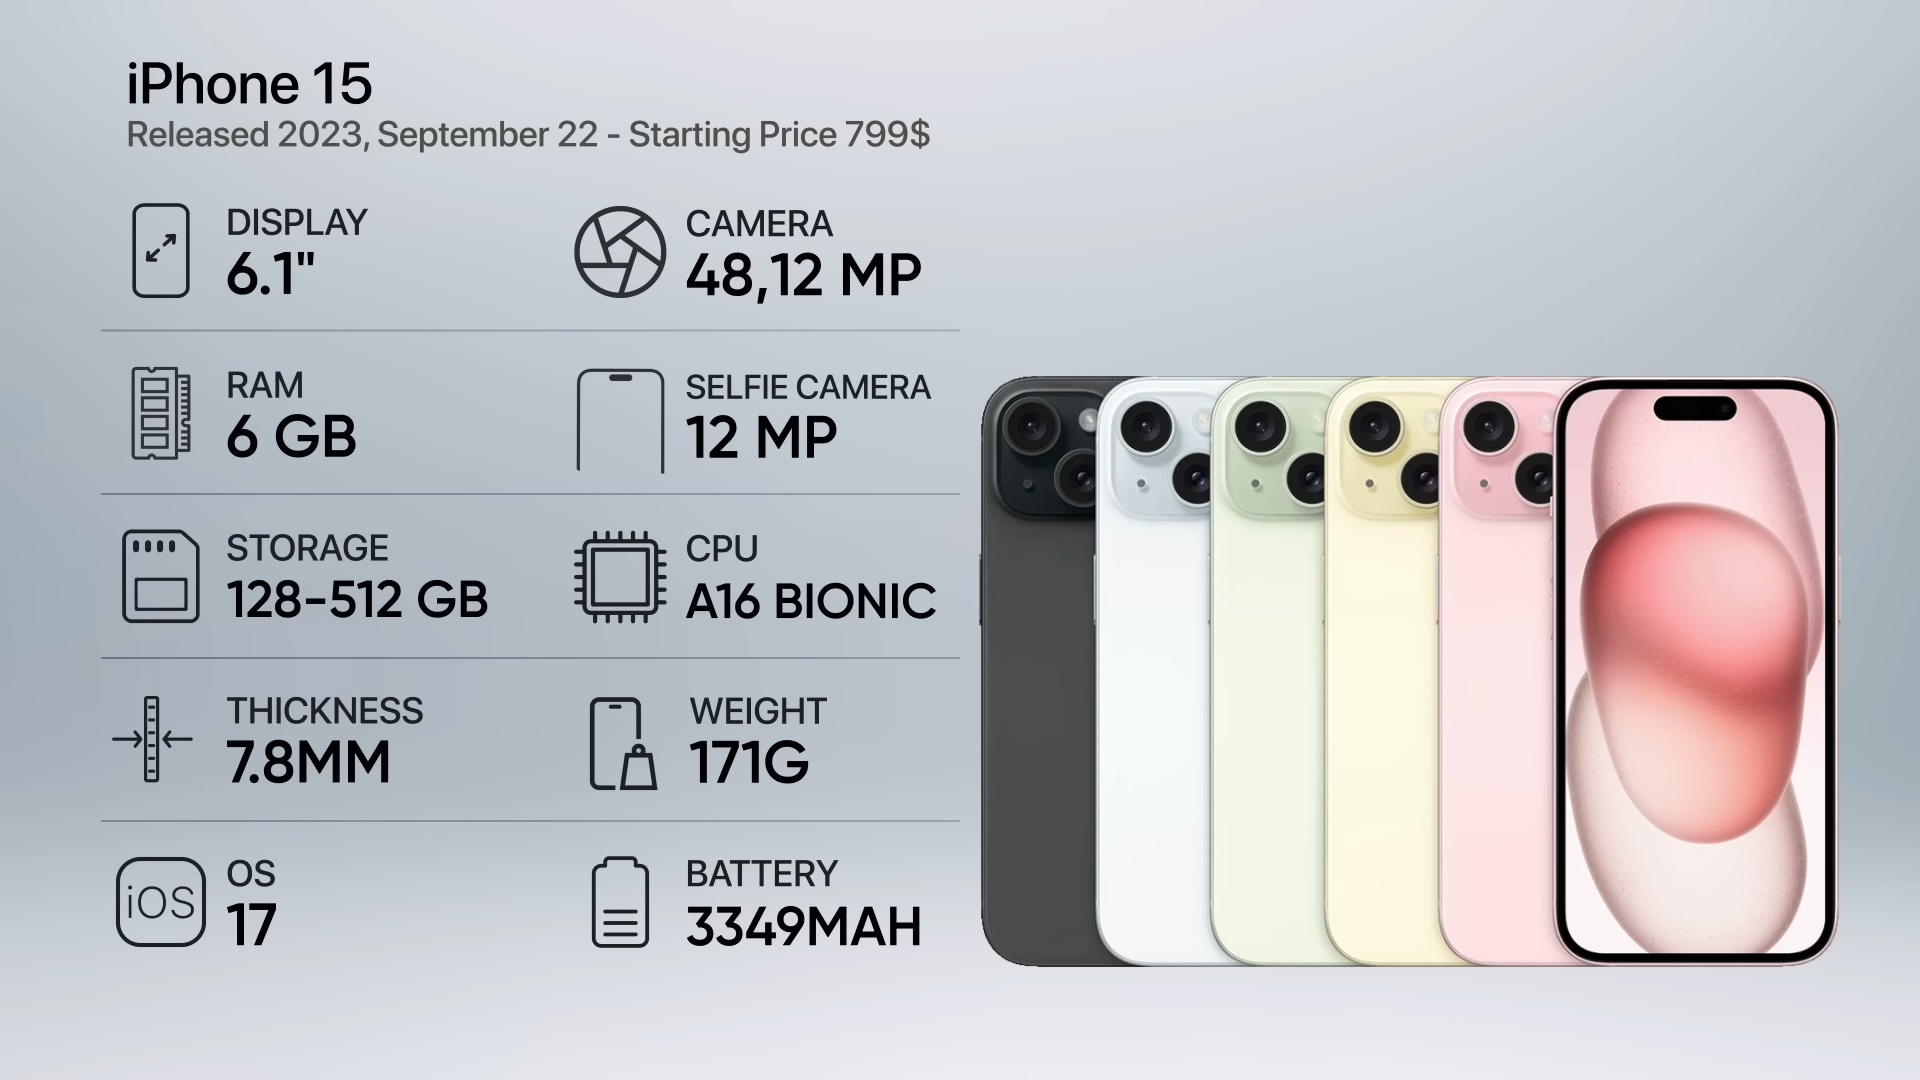 iPhone 15
Released 2023, September 22 - Starting Price 799$
DISPLAY
6.1"
CAMERA
48,12 MP
RAM
6 GB
SELFIE CAMERA
12 MP
STORAGE
128-512 GB
CPU
A16 BIONIC
THICKNESS
7.8MM
WEIGHT
171G
iOS
OS
17
BATTERY
3349MAH